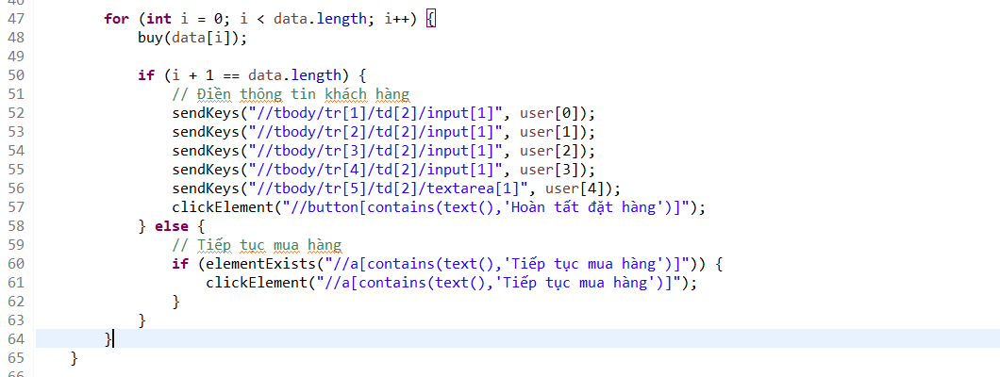 46
47 for (int i = 0; i < data.length; i++) {
48 buy(data[i]);
49
50 if (i + 1 == data.length) {
51 // Điền thông tin khách hàng
52 sendKeys("//tbody/tr[1]/td[2]/input[1]", user[0]);
53 sendKeys("//tbody/tr[2]/td[2]/input[1]", user[1]);
54 sendKeys("//tbody/tr[3]/td[2]/input[1]", user[2]);
55 sendKeys("//tbody/tr[4]/td[2]/input[1]", user[3]);
56 sendKeys("//tbody/tr[5]/td[2]/textarea[1]", user[4]);
57 clickElement("//button[contains(text(),'Hoàn tất đặt hàng')]");
58 } else {
59 // Tiếp tục mua hàng
60 if (elementExists("//a[contains(text(),'Tiếp tục mua hàng')]")) {
61 clickElement("//a[contains(text(),'Tiếp tục mua hàng')]");
62 }
63 }
64 }
65 }
66